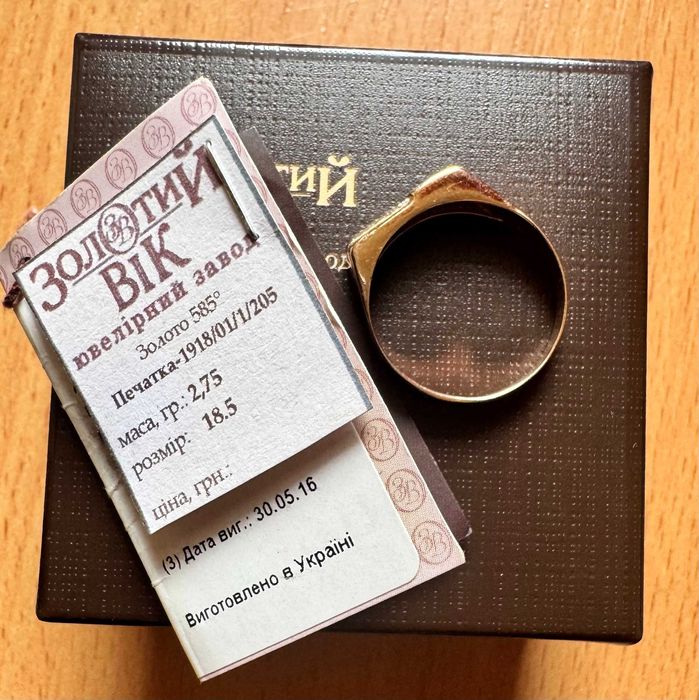 ЗОЛОТИЙ
ВІК
ювелірний завод
Золото 585°
Печатка-1918/01/1/205
маса, гр.: 2,75
розмір: 18.5
ціна, грн.:
(3) Дата виг.: 30.05.16
Виготовлено в Україні
ТИЙ
од